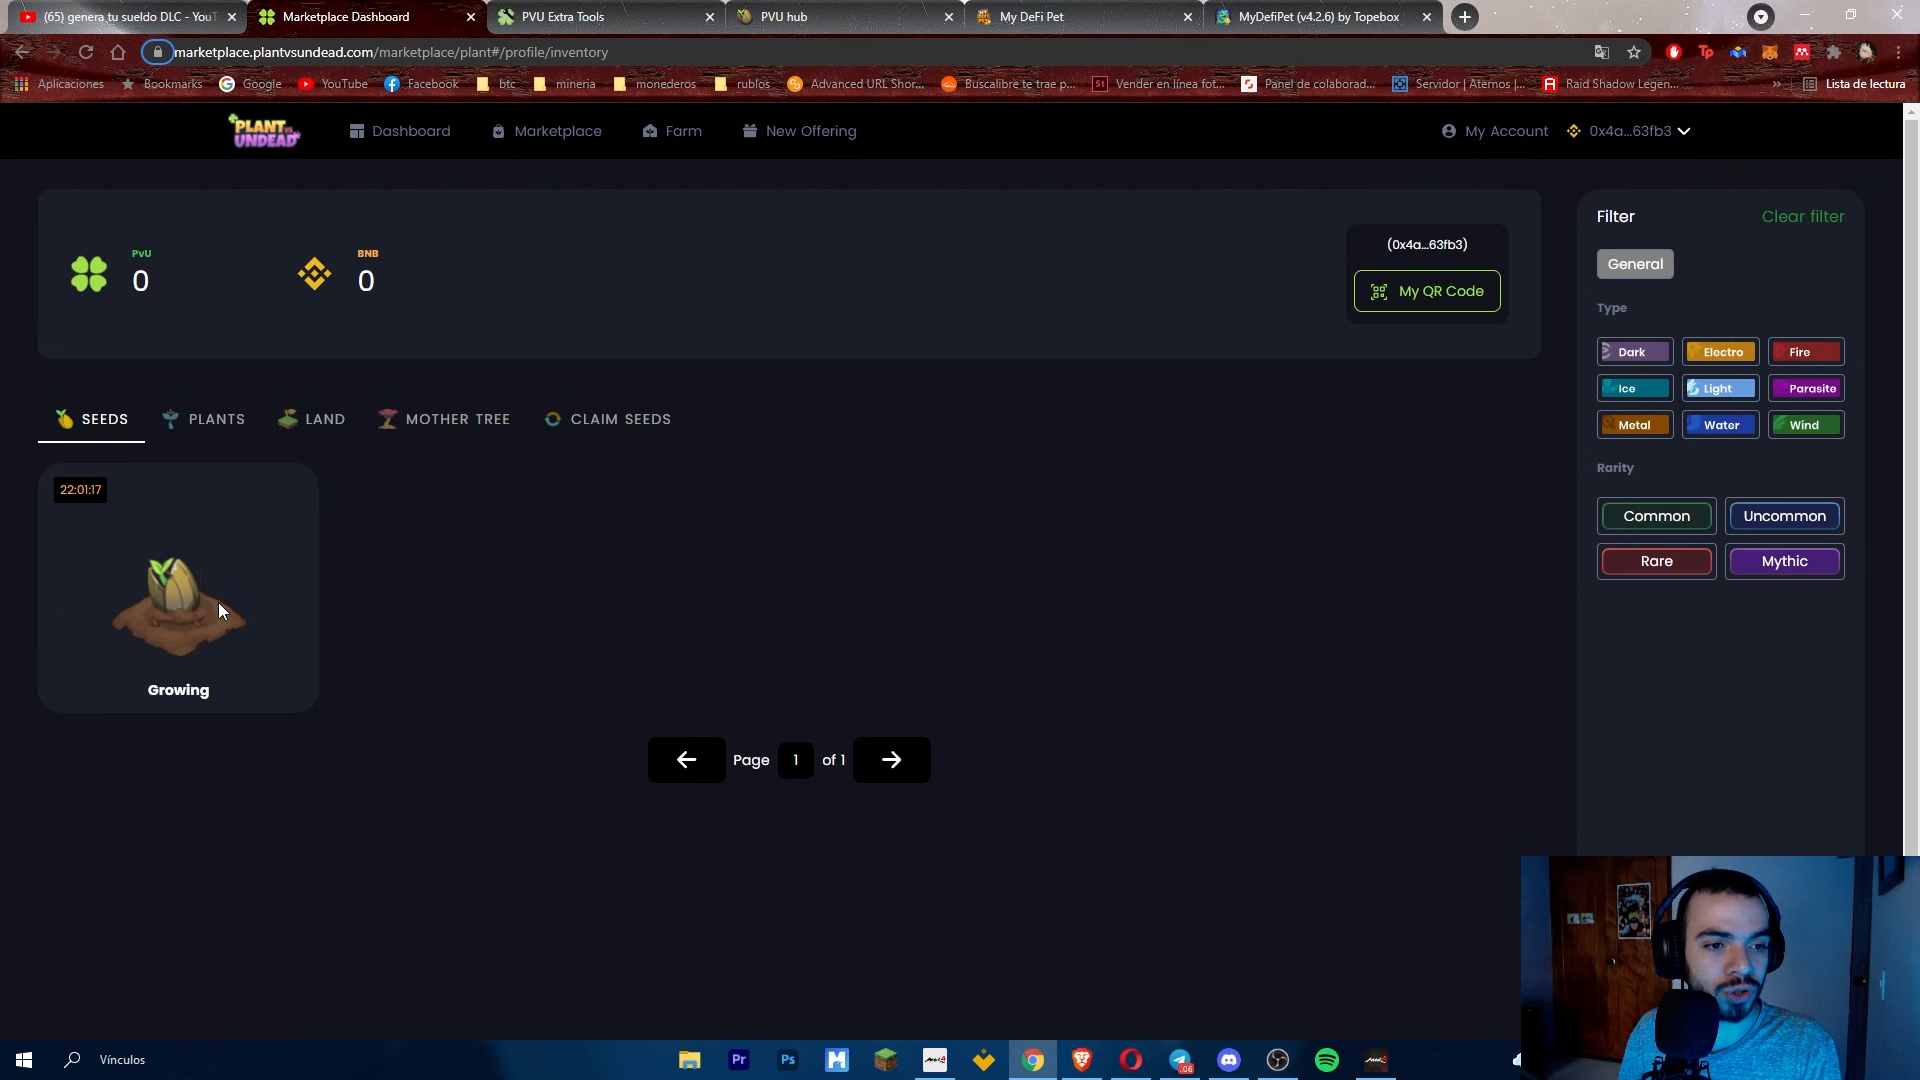 (65) genera tu sueldo DLC - YouT
Marketplace Dashboard
PVU Extra Tools
PVU hub
My DeFi Pet
MyDefiPet (v4.2.6) by Topebox
marketplace.plantvsundead.com/marketplace/plant#/profile/inventory
Aplicaciones
Bookmarks
Google
YouTube
Facebook
btc
mineria
monederos
rublos
Advanced URL Shor...
Buscalibre te trae p...
Vender en línea fot...
Panel de colaborad...
Servidor | Aternos |...
Raid Shadow Legen...
Lista de lectura
PLANT VS UNDEAD
Dashboard
Marketplace
Farm
New Offering
My Account
0x4a...63fb3
PVU
0
BNB
0
(0x4a...63fb3)
My QR Code
SEEDS
PLANTS
LAND
MOTHER TREE
CLAIM SEEDS
22:01:17
Growing
Page 1 of 1
Filter
Clear filter
General
Type
Dark
Electro
Fire
Ice
Light
Parasite
Metal
Water
Wind
Rarity
Common
Uncommon
Rare
Mythic
Vínculos
Pr
Ps